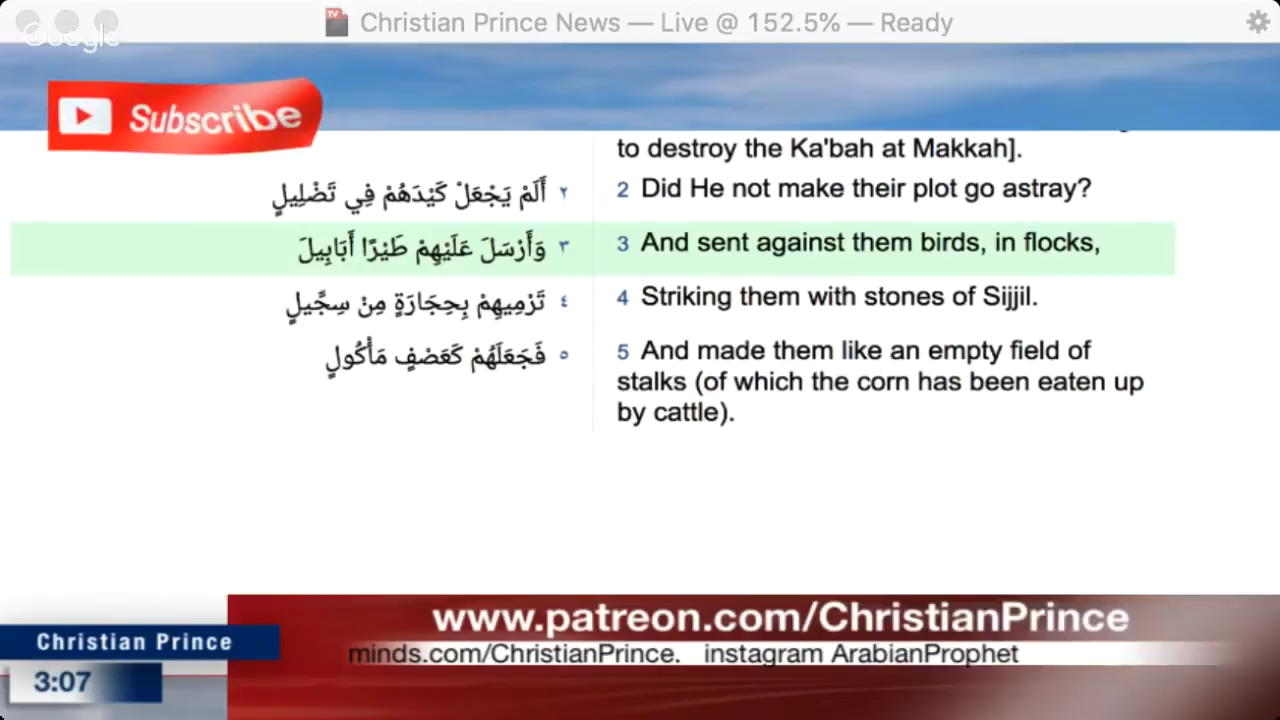 Christian Prince News — Live @ 152.5% — Ready
Google
Subscribe
to destroy the Ka'bah at Makkah].
أَلَمْ يَجْعَلْ كَيْدَهُمْ فِي تَضْلِيلٍ ٢
2 Did He not make their plot go astray?
وَأَرْسَلَ عَلَيْهِمْ طَيْرًا أَبَابِيلَ ٣
3 And sent against them birds, in flocks,
تَرْمِيهِمْ بِحِجَارَةٍ مِنْ سِجِّيلٍ ٤
4 Striking them with stones of Sijjil.
فَجَعَلَهُمْ كَعَصْفٍ مَأْكُولٍ ٥
5 And made them like an empty field of
stalks (of which the corn has been eaten up
by cattle).
www.patreon.com/ChristianPrince
Christian Prince
minds.com/ChristianPrince. instagram ArabianProphet
3:07